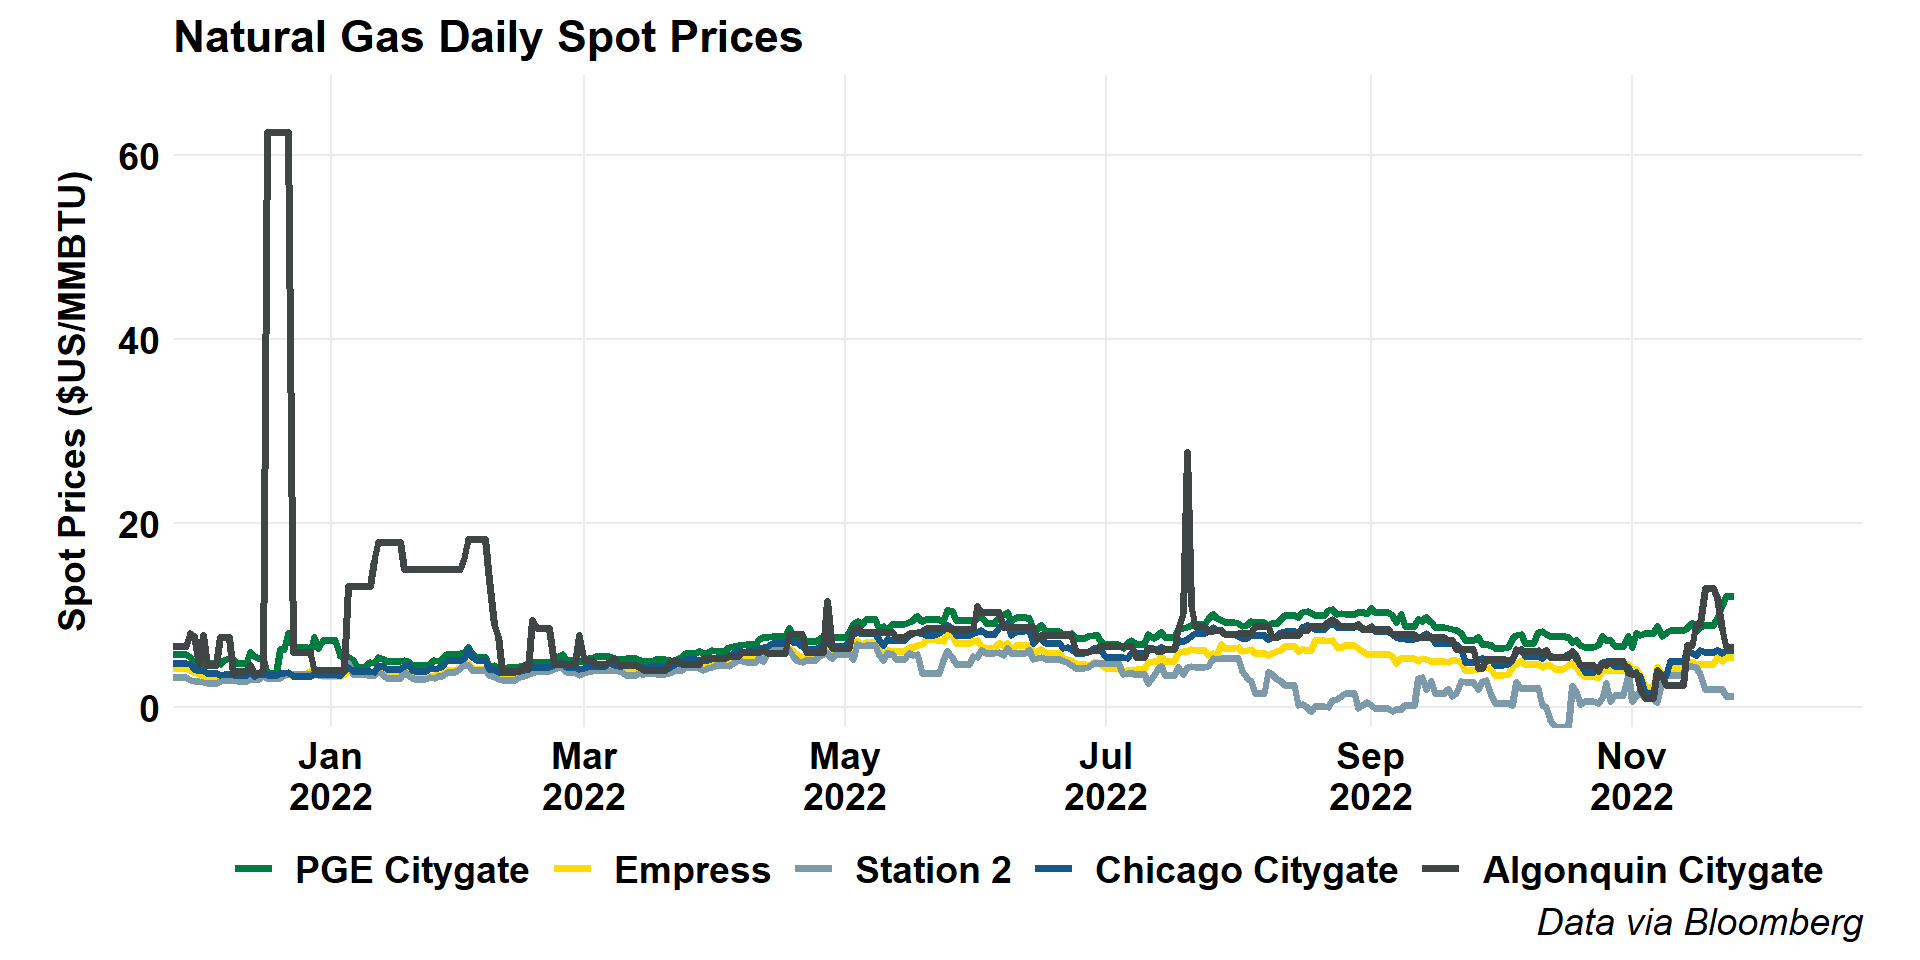 Natural Gas Daily Spot Prices
Spot Prices ($US/MMBTU)
60
40
20
0
Jan
2022
Mar
2022
May
2022
Jul
2022
Sep
2022
Nov
2022
PGE Citygate
Empress
Station 2
Chicago Citygate
Algonquin Citygate
Data via Bloomberg